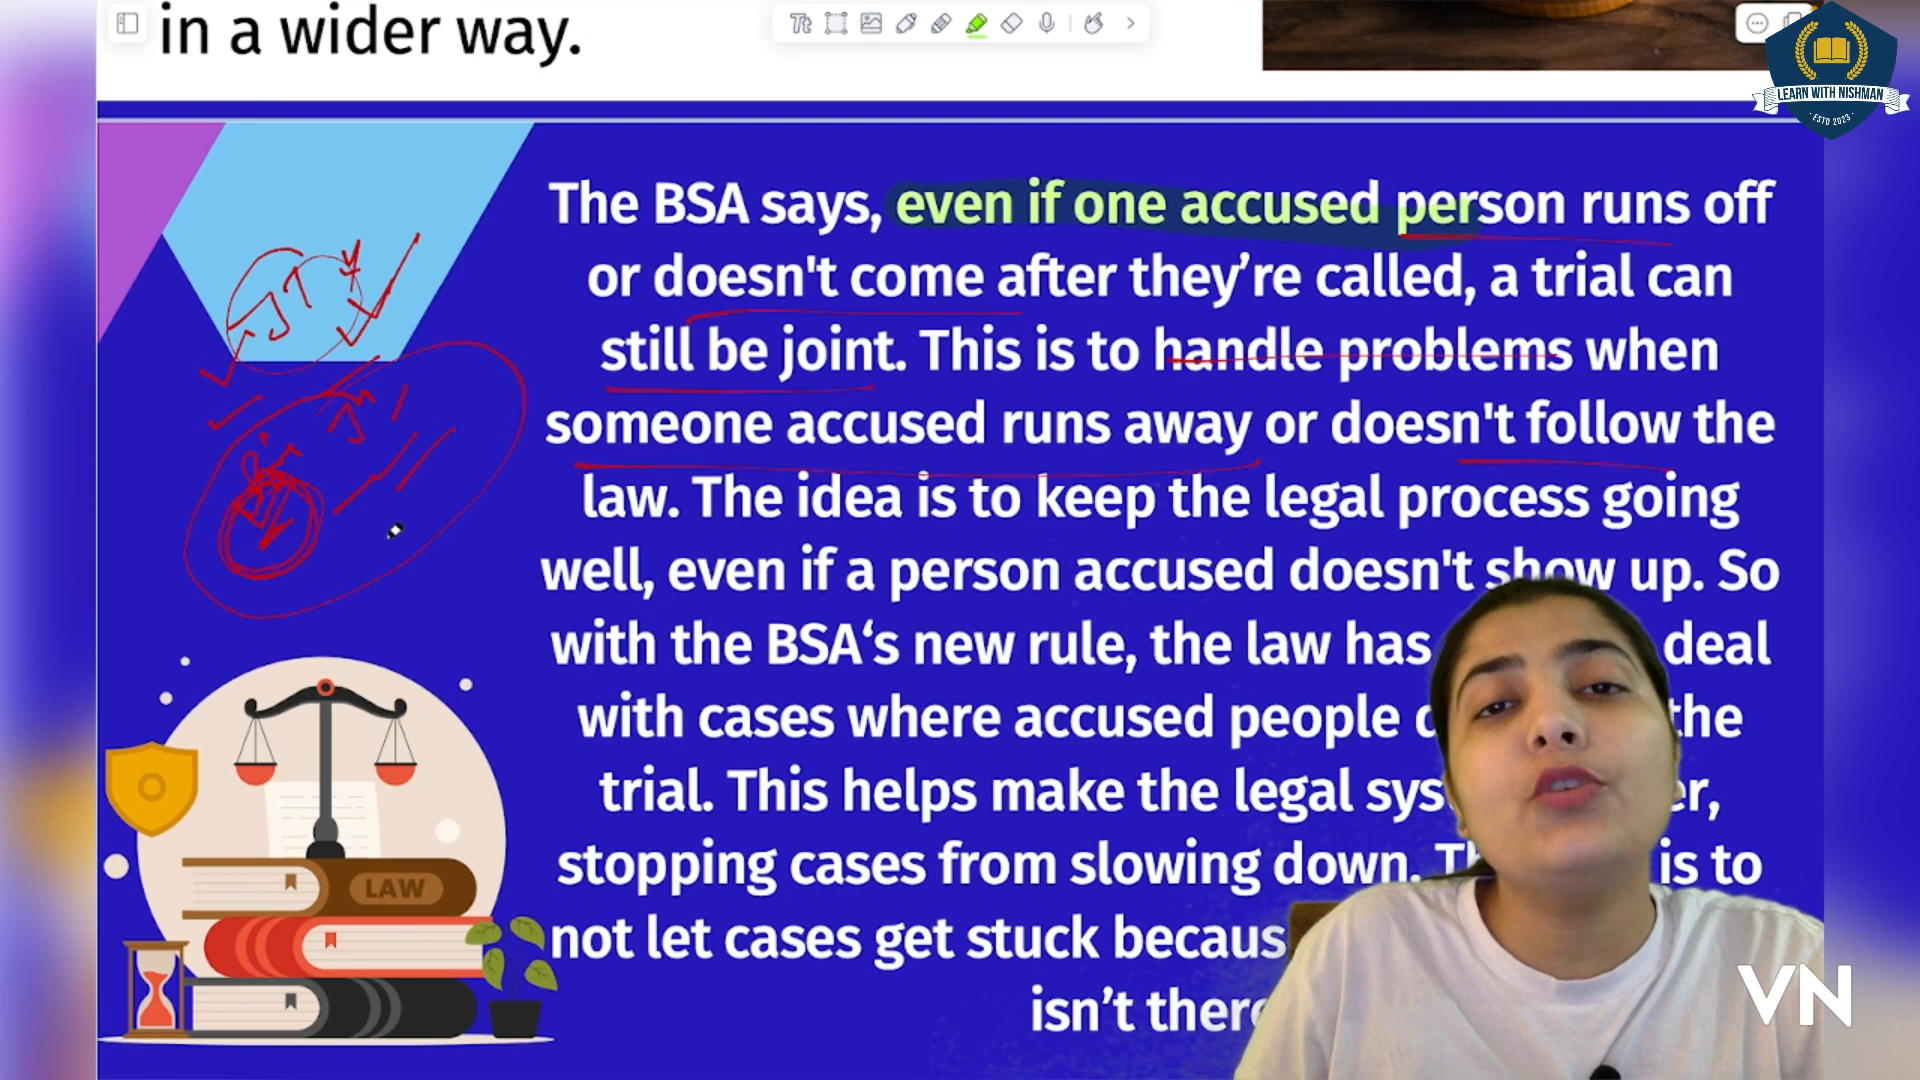 in a wider way.
Tt
LEARN WITH NISHMAN
ESTD 2023
The BSA says, even if one accused person runs off
or doesn't come after they’re called, a trial can
still be joint. This is to handle problems when
someone accused runs away or doesn't follow the
law. The idea is to keep the legal process going
well, even if a person accused doesn't show up. So
with the BSA‘s new rule, the law has deal
with cases where accused people the
trial. This helps make the legal
stopping cases from slowing down. is to
not let cases get stuck
isn’t
JT
LAW
VN